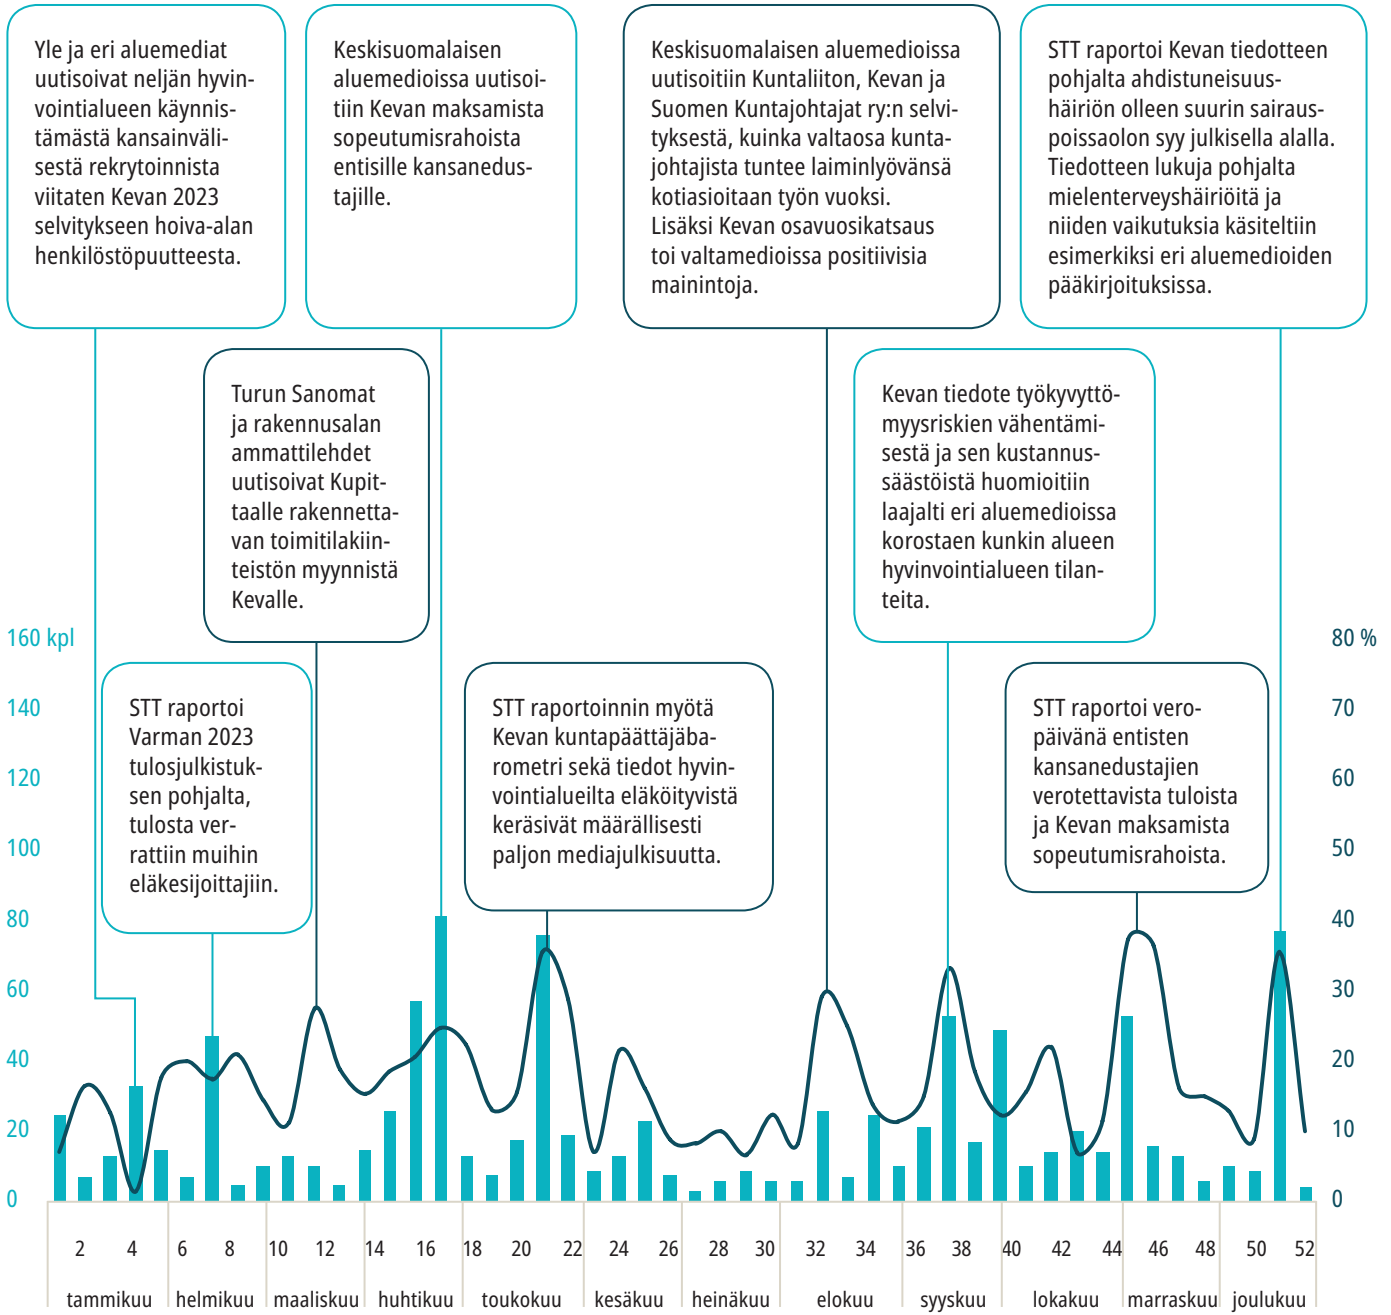 Yle ja eri aluemediat
uutisoivat neljän hyvin-
vointialueen käynnis-
tämästä kansainväli-
sestä rekrytoinnista
viitaten Kevan 2023
selvitykseen hoiva-alan
henkilöstöpuutteesta.
Keskisuomalaisen
aluemedioissa uutisoi-
tiin Kevan maksamista
sopeutumisrahoista
entisille kansanedus-
tajille.
Keskisuomalaisen aluemedioissa
uutisoitiin Kuntaliiton, Kevan ja
Suomen Kuntajohtajat ry:n selvi-
tyksestä, kuinka valtaosa kunta-
johtajista tuntee laiminlyövänsä
kotiasioitaan työn vuoksi.
Lisäksi Kevan osavuosikatsaus
toi valtamedioissa positiivisia
mainintoja.
STT raportoi Kevan tiedotteen
pohjalta ahdistuneisuus-
häiriön olleen suurin sairaus-
poissaolon syy julkisella alalla.
Tiedotteen lukuja pohjalta
mielenterveyshäiriöitä ja
niiden vaikutuksia käsiteltiin
esimerkiksi eri aluemedioiden
pääkirjoituksissa.
Turun Sanomat
ja rakennusalan
ammattilehdet
uutisoivat Kupit-
taalle rakennetta-
van toimitilakiin-
teistön myynnistä
Kevalle.
Kevan tiedote työkyvyttö-
myysriskien vähentämi-
sestä ja sen kustannus-
säästöistä huomioitiin
laajalti eri aluemedioissa
korostaen kunkin alueen
hyvinvointialueen tilan-
teita.
STT raportoi
Varman 2023
tulosjulkistuk-
sen pohjalta,
tulosta ver-
rattiin muihin
eläkesijoittajiin.
STT raportoinnin myötä
Kevan kuntapäättäjäba-
rometri sekä tiedot hyvin-
vointialueilta eläköityvistä
keräsivät määrällisesti
paljon mediajulkisuutta.
STT raportoi vero-
päivänä entisten
kansanedustajien
verotettavista tuloista
ja Kevan maksamista
sopeutumisrahoista.
160 kpl
140
120
100
80
60
40
20
0
80 %
70
60
50
40
30
20
10
0
2 4 6 8 10 12 14 16 18 20 22 24 26 28 30 32 34 36 38 40 42 44 46 48 50 52
tammikuu helmikuu maaliskuu huhtikuu toukokuu kesäkuu heinäkuu elokuu syyskuu lokakuu marraskuu joulukuu